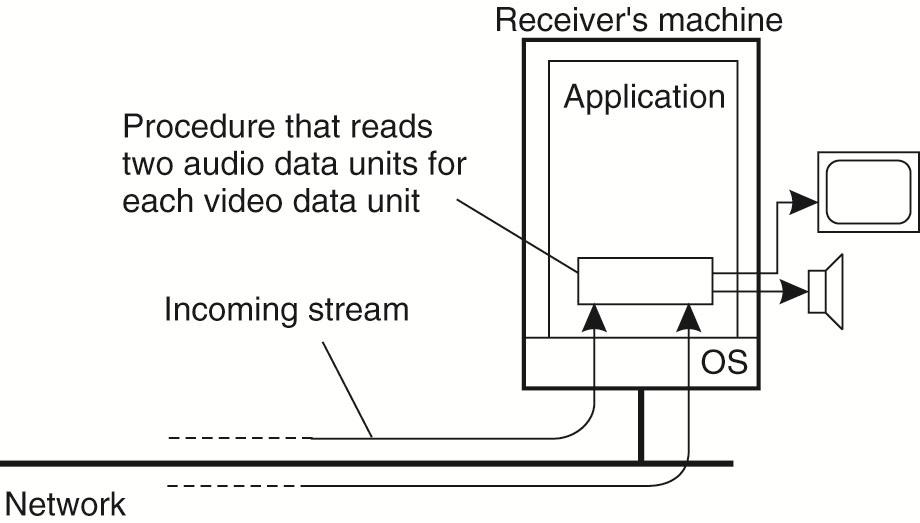 Receiver's machine
Application
Procedure that reads
two audio data units for
each video data unit
Incoming stream
OS
Network